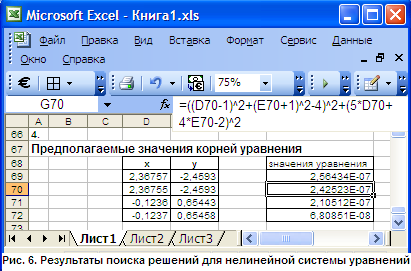 Microsoft Excel - Книга1.xls
Файл Правка Вид Вставка Формат Сервис Данные
Окно Справка
€ 75%
G70 fx =((D70-1)^2+(E70+1)^2-4)^2+(5*D70+
4*E70-2)^2
A B C D
66 4.
67 Предполагаемые значения корней уравнения
68 x y значения уравнения
69 2,36757 -2,4593 2,56434E-07
70 2,36755 -2,4593 2,42523E-07
71 -0,1236 0,65443 2,10512E-07
72 -0,1237 0,65458 6,80851E-08
Лист1 Лист2 Лист3
Рис. 6. Результаты поиска решений для нелинейной системы уравнений